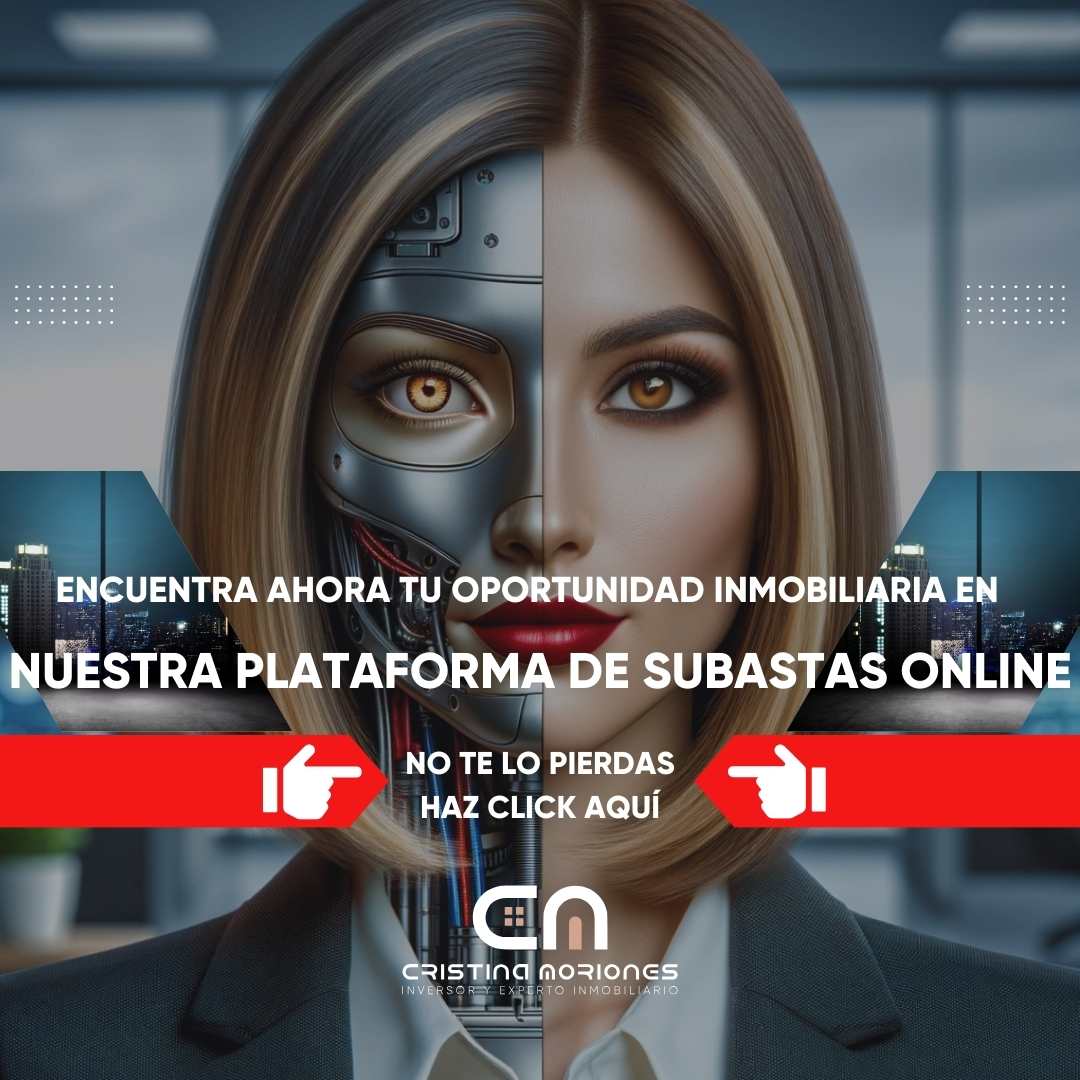 ENCUENTRA AHORA TU OPORTUNIDAD INMOBILIARIA EN
NUESTRA PLATAFORMA DE SUBASTAS ONLINE
NO TE LO PIERDAS
HAZ CLICK AQUÍ
CM
CRISTINA MORIONES
INVERSOR Y EXPERTO INMOBILIARIO